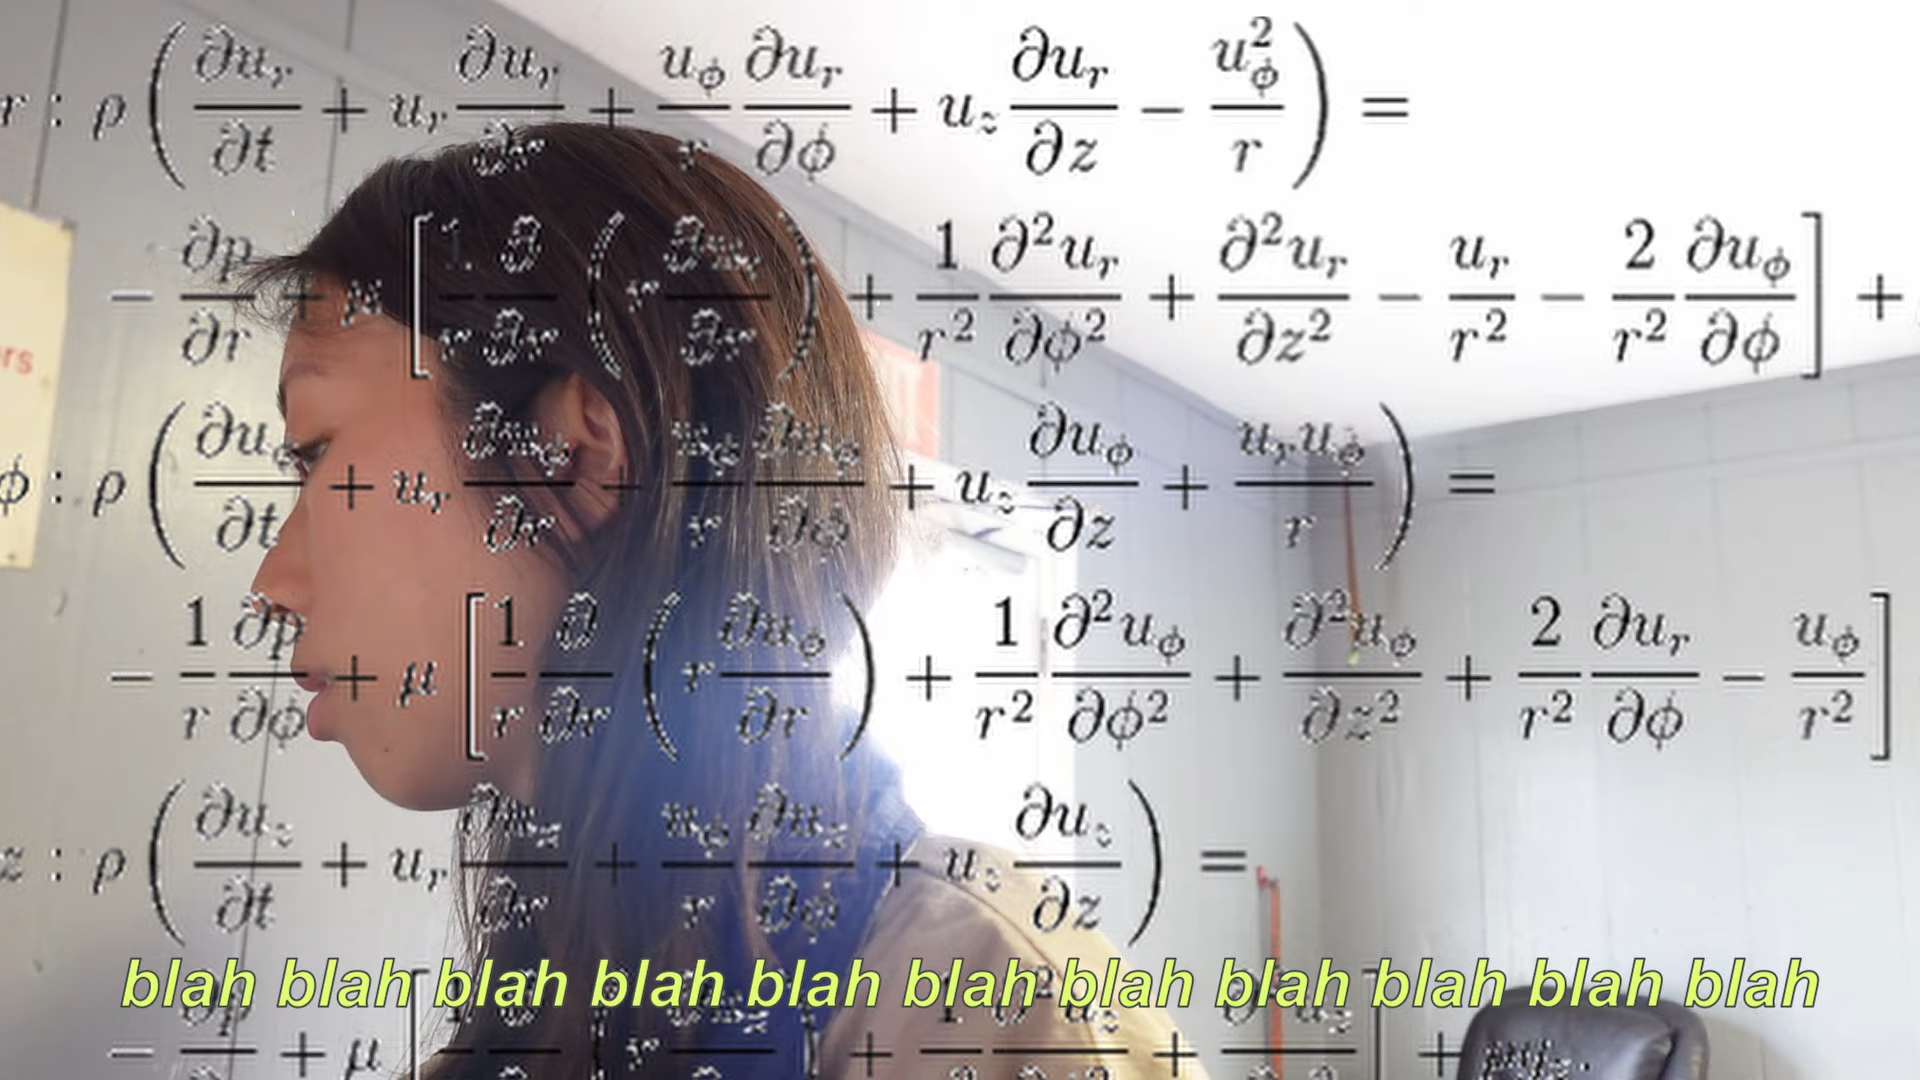 r : ρ ( ∂u_r/∂t + u_r ∂u_r/∂r + u_ϕ/r ∂u_r/∂ϕ + u_z ∂u_r/∂z − u_ϕ²/r ) =
rs
− ∂p/∂r + μ [ 1/r ∂/∂r ( r ∂u_r/∂r ) + 1/r² ∂²u_r/∂ϕ² + ∂²u_r/∂z² − u_r/r² − 2/r² ∂u_ϕ/∂ϕ ] +
ϕ : ρ ( ∂u_ϕ/∂t + u_r ∂u_ϕ/∂r + u_ϕ/r ∂u_ϕ/∂ϕ + u_z ∂u_ϕ/∂z + u_r u_ϕ/r ) =
− 1/r ∂p/∂ϕ + μ [ 1/r ∂/∂r ( r ∂u_ϕ/∂r ) + 1/r² ∂²u_ϕ/∂ϕ² + ∂²u_ϕ/∂z² + 2/r² ∂u_r/∂ϕ − u_ϕ/r² ]
z : ρ ( ∂u_z/∂t + u_r ∂u_z/∂r + u_ϕ/r ∂u_z/∂ϕ + u_z ∂u_z/∂z ) =
blah blah blah blah blah blah blah blah blah blah blah